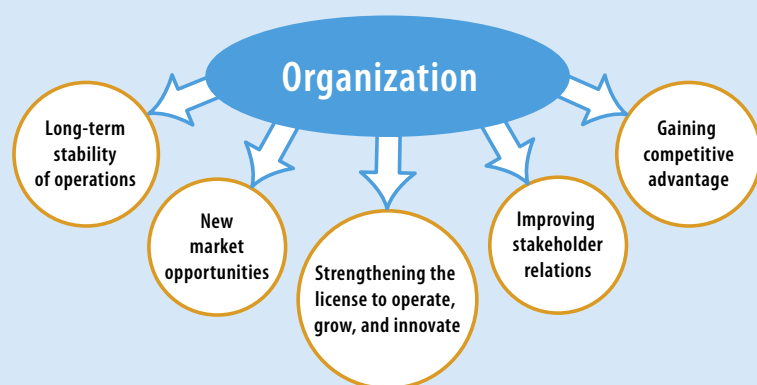 Organization
Long-term
stability
of operations
New
market
opportunities
Strengthening the
license to operate,
grow, and innovate
Improving
stakeholder
relations
Gaining
competitive
advantage